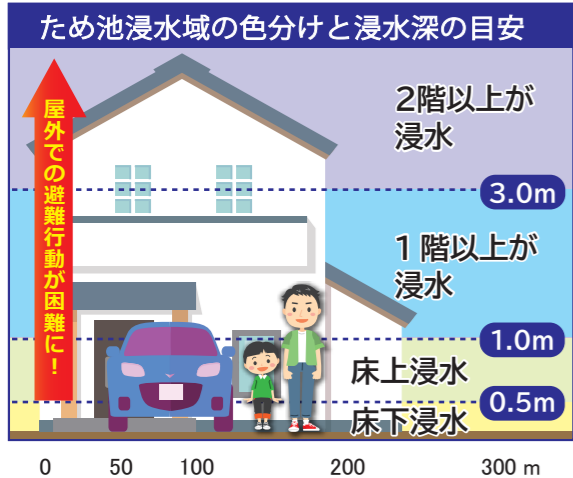 ため池浸水域の色分けと浸水深の目安
屋外での避難行動が困難に！
2階以上が
浸水
3.0m
1階以上が
浸水
1.0m
床上浸水
0.5m
床下浸水
0 50 100 200 300 m